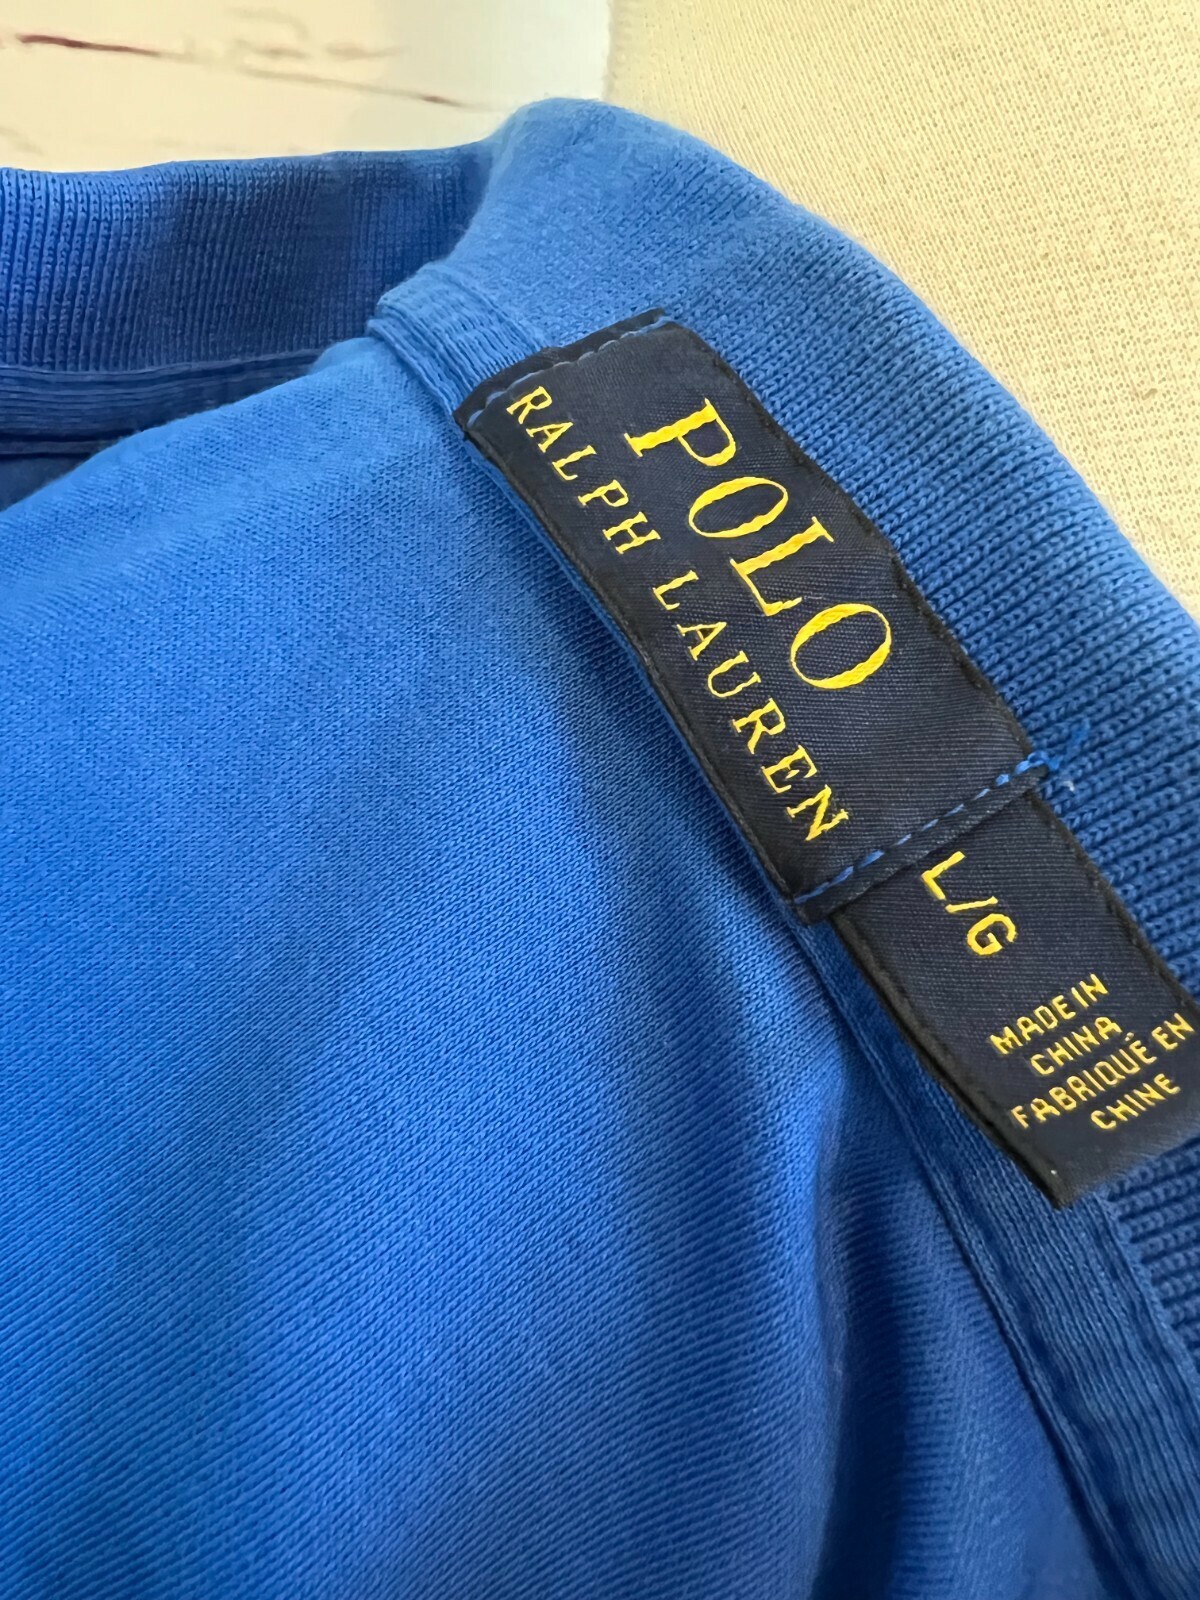 POLO
RALPH LAUREN
L/G
MADE IN
CHINA
FABRIQUÉ EN
CHINE